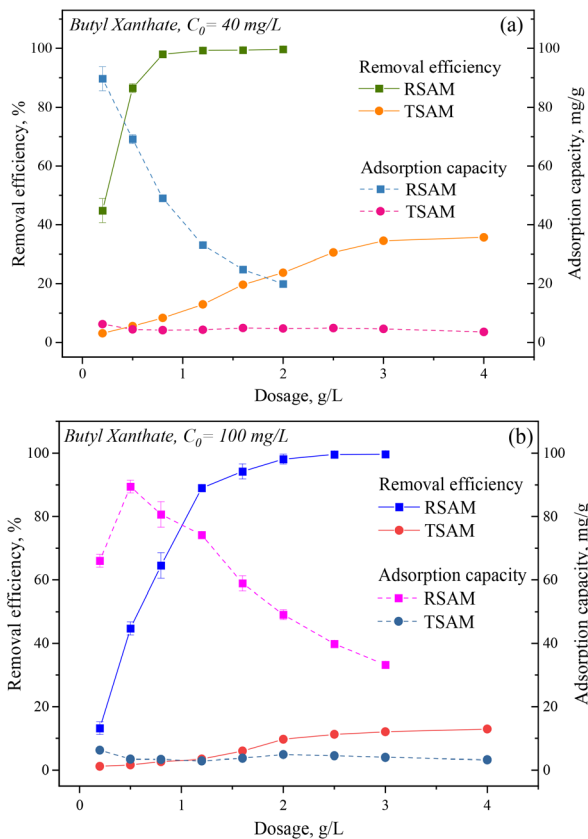 Butyl Xanthate, C0= 40 mg/L
(a)
100
80
60
40
20
0
Removal efficiency, %
Removal efficiency
RSAM
TSAM
Adsorption capacity
RSAM
TSAM
100
80
60
40
20
0
Adsorption capacity, mg/g
0 1 2 3 4
Dosage, g/L
Butyl Xanthate, C0= 100 mg/L
(b)
100
80
60
40
20
0
Removal efficiency, %
Removal efficiency
RSAM
TSAM
Adsorption capacity
RSAM
TSAM
100
80
60
40
20
0
Adsorption capacity, mg/g
0 1 2 3 4
Dosage, g/L